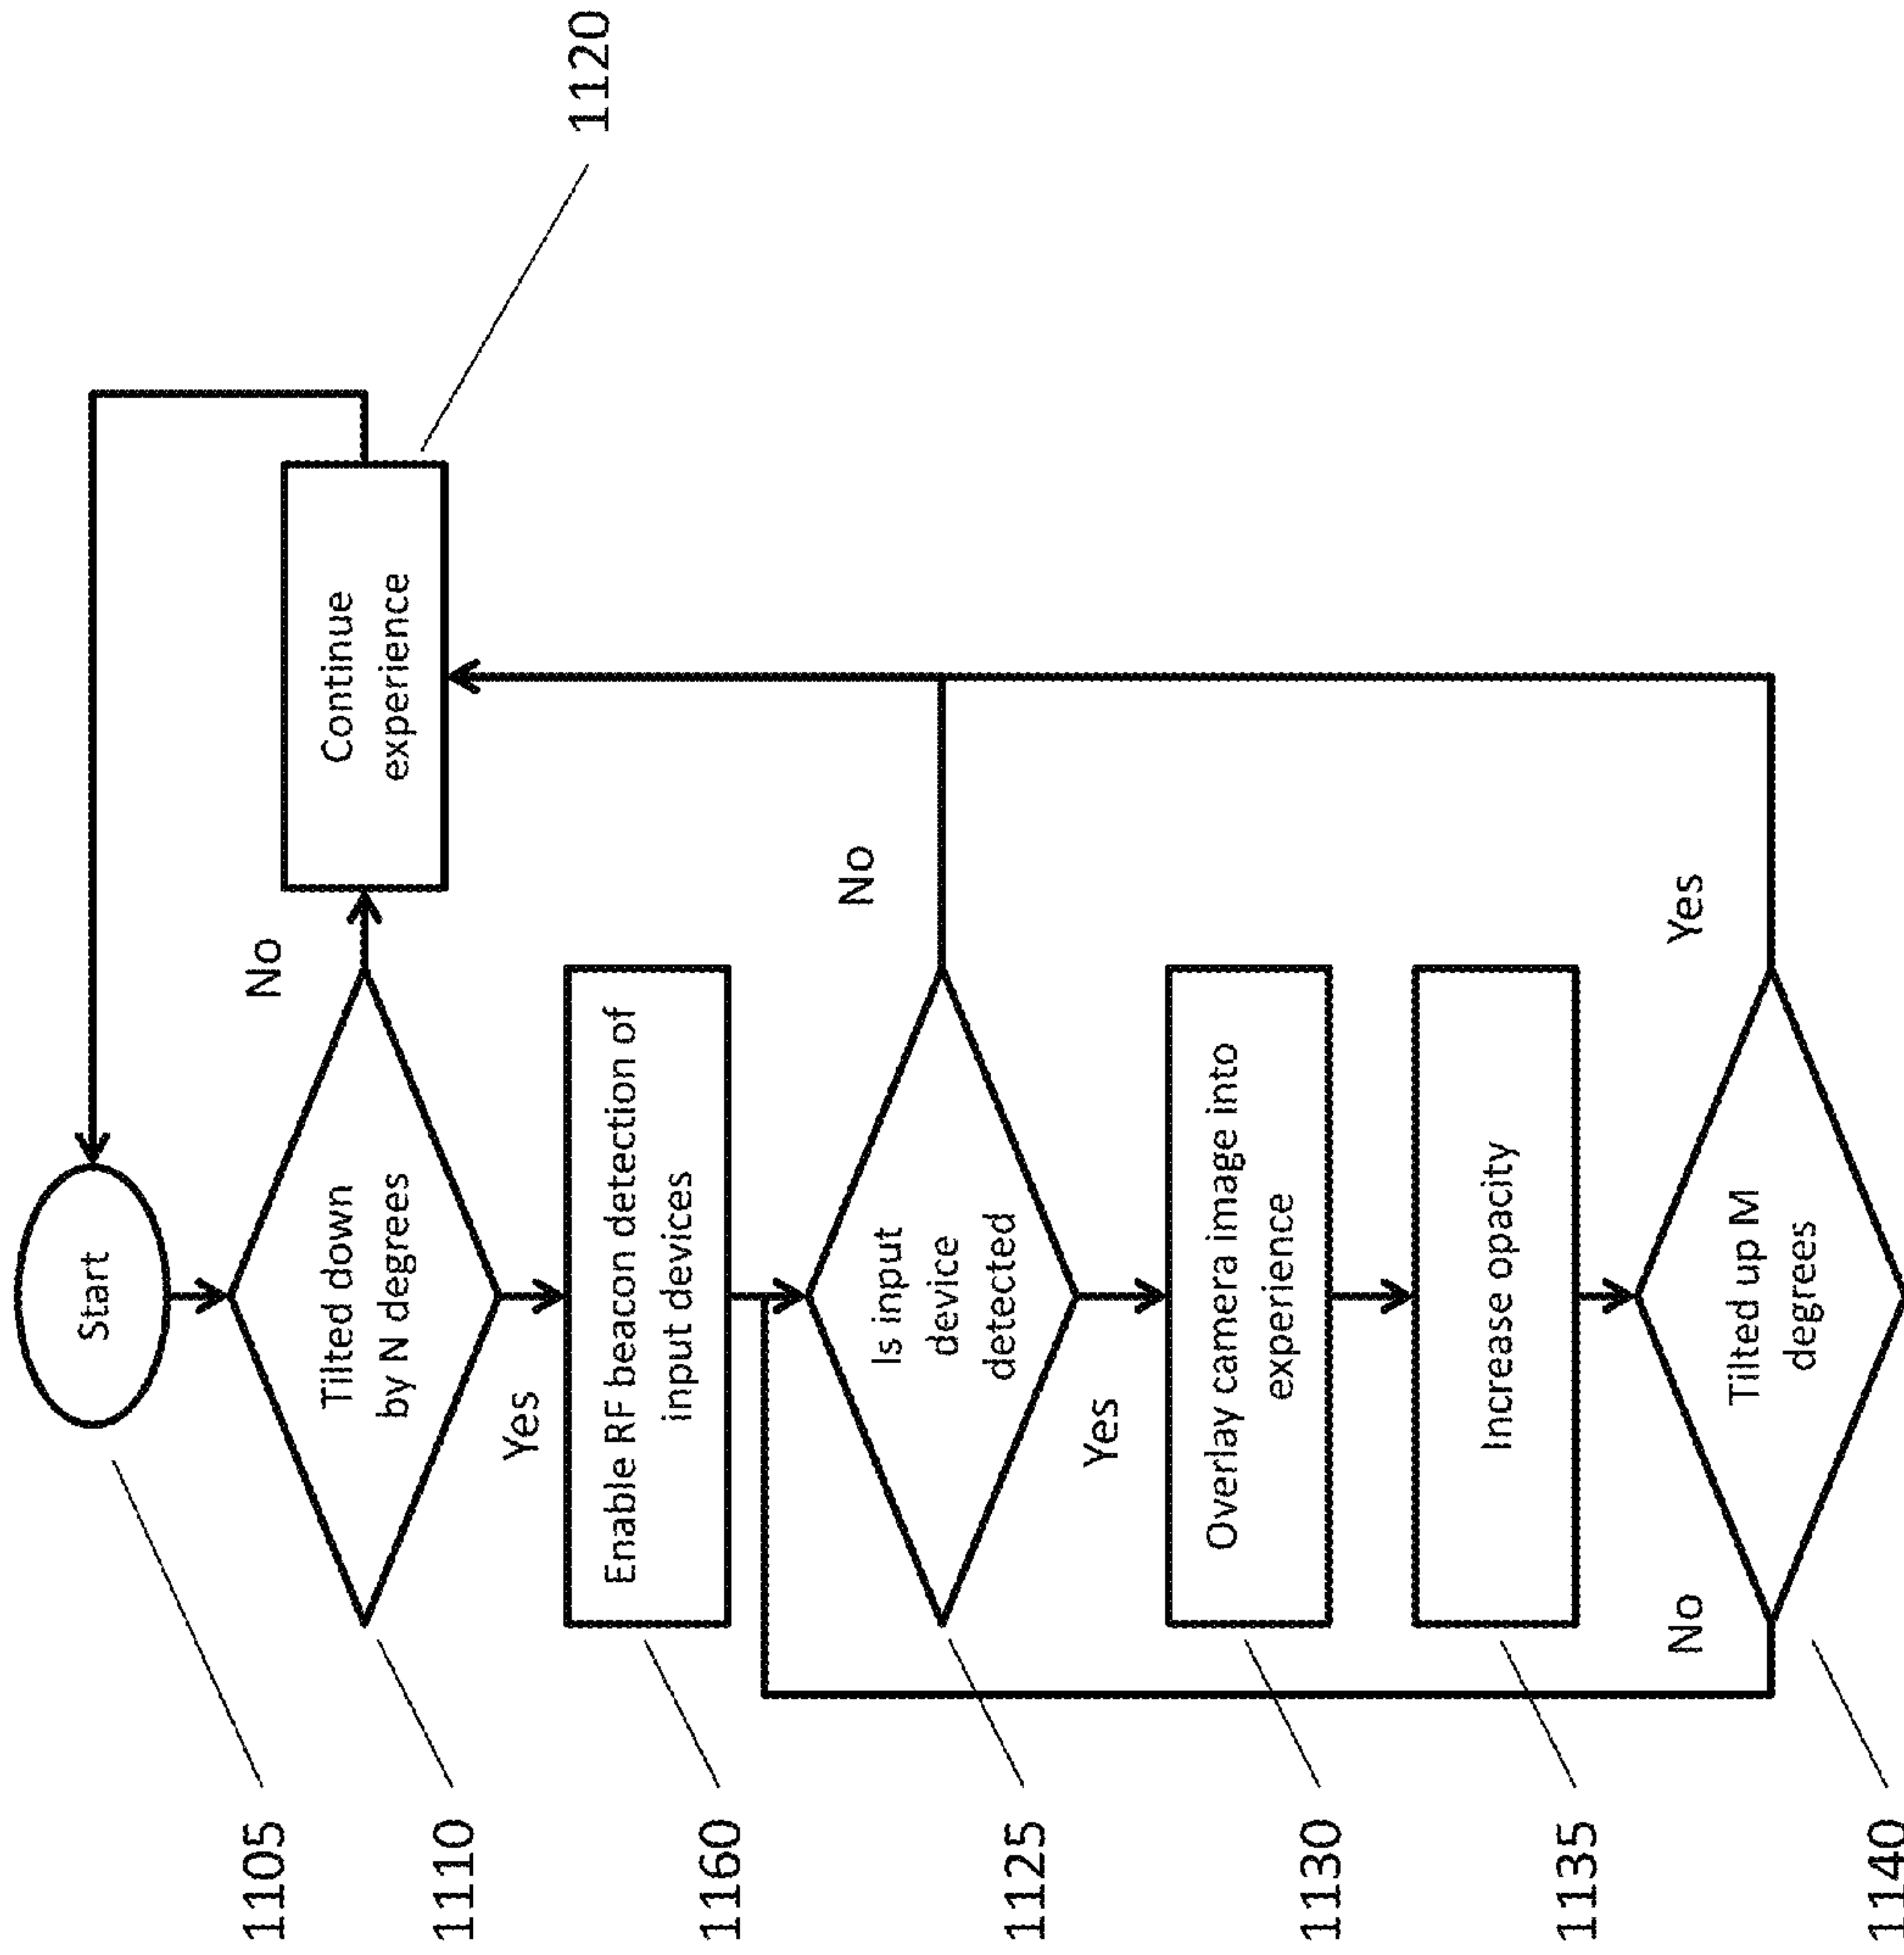 Start
1105
Tilted down
by N degrees
1110
No
Continue
experience
1120
Yes
Enable RF beacon detection of
input devices
1160
Is input
device
detected
1125
No
Yes
Overlay camera image into
experience
1130
Increase opacity
1135
Tilted up M
degrees
1140
No
Yes